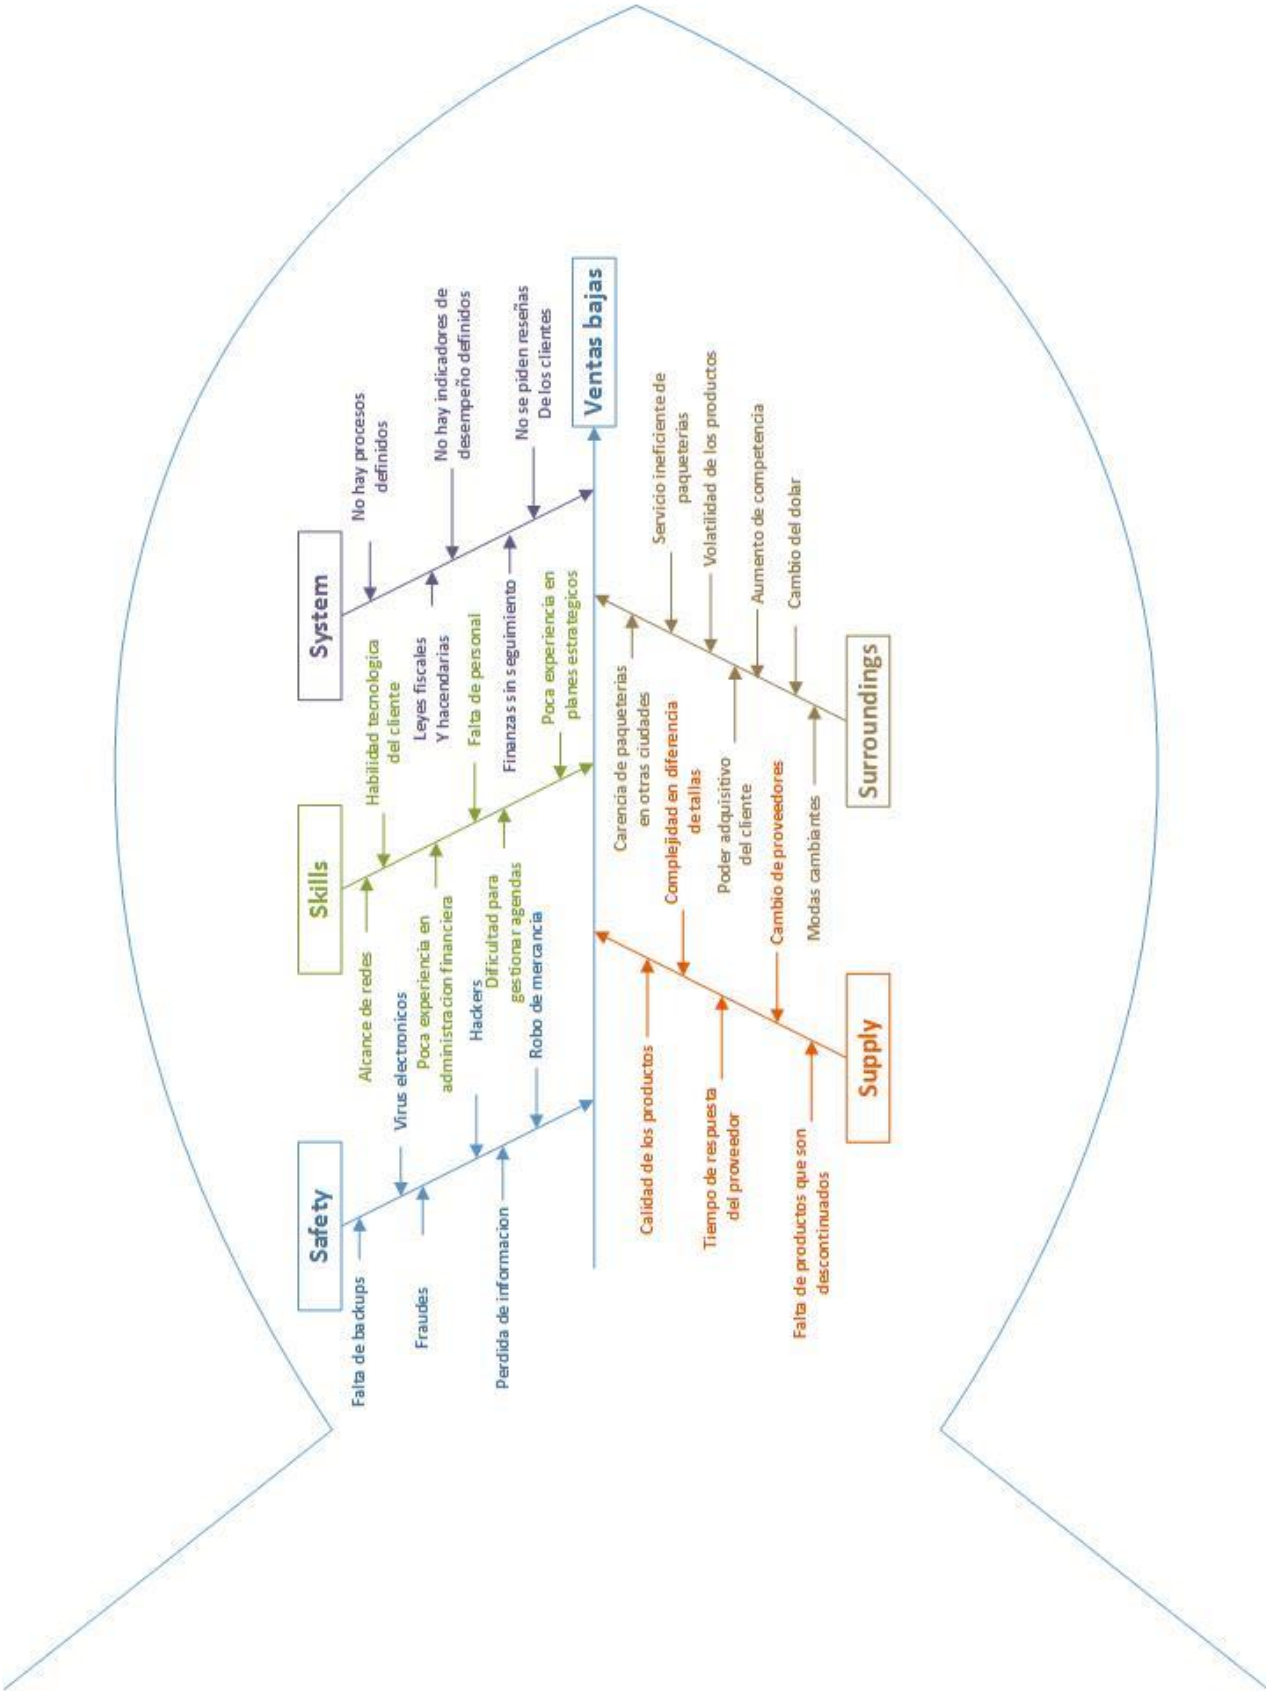 Safety
Falta de backups
Virus electronicos
Fraudes
Hackers
Perdida de informacion
Robo de mercancia
Skills
Alcance de redes
Habilidad tecnologica
del cliente
Poca experiencia en
administracion financiera
Falta de personal
Dificultad para
gestionar agendas
Poca experiencia en
planes estrategicos
System
No hay procesos
definidos
Leyes fiscales
Y hacendarias
No hay indicadores de
desempeño definidos
Finanzas sin seguimiento
No se piden reseñas
De los clientes
Ventas bajas
Calidad de los productos
Complejidad en diferencia
de tallas
Tiempo de respuesta
del proveedor
Cambio de proveedores
Falta de productos que son
descontinuados
Supply
Carencia de paqueterias
en otras ciudades
Servicio ineficiente de
paqueterias
Volatilidad de los productos
Poder adquisitivo
del cliente
Aumento de competencia
Cambio del dolar
Modas cambiantes
Surroundings